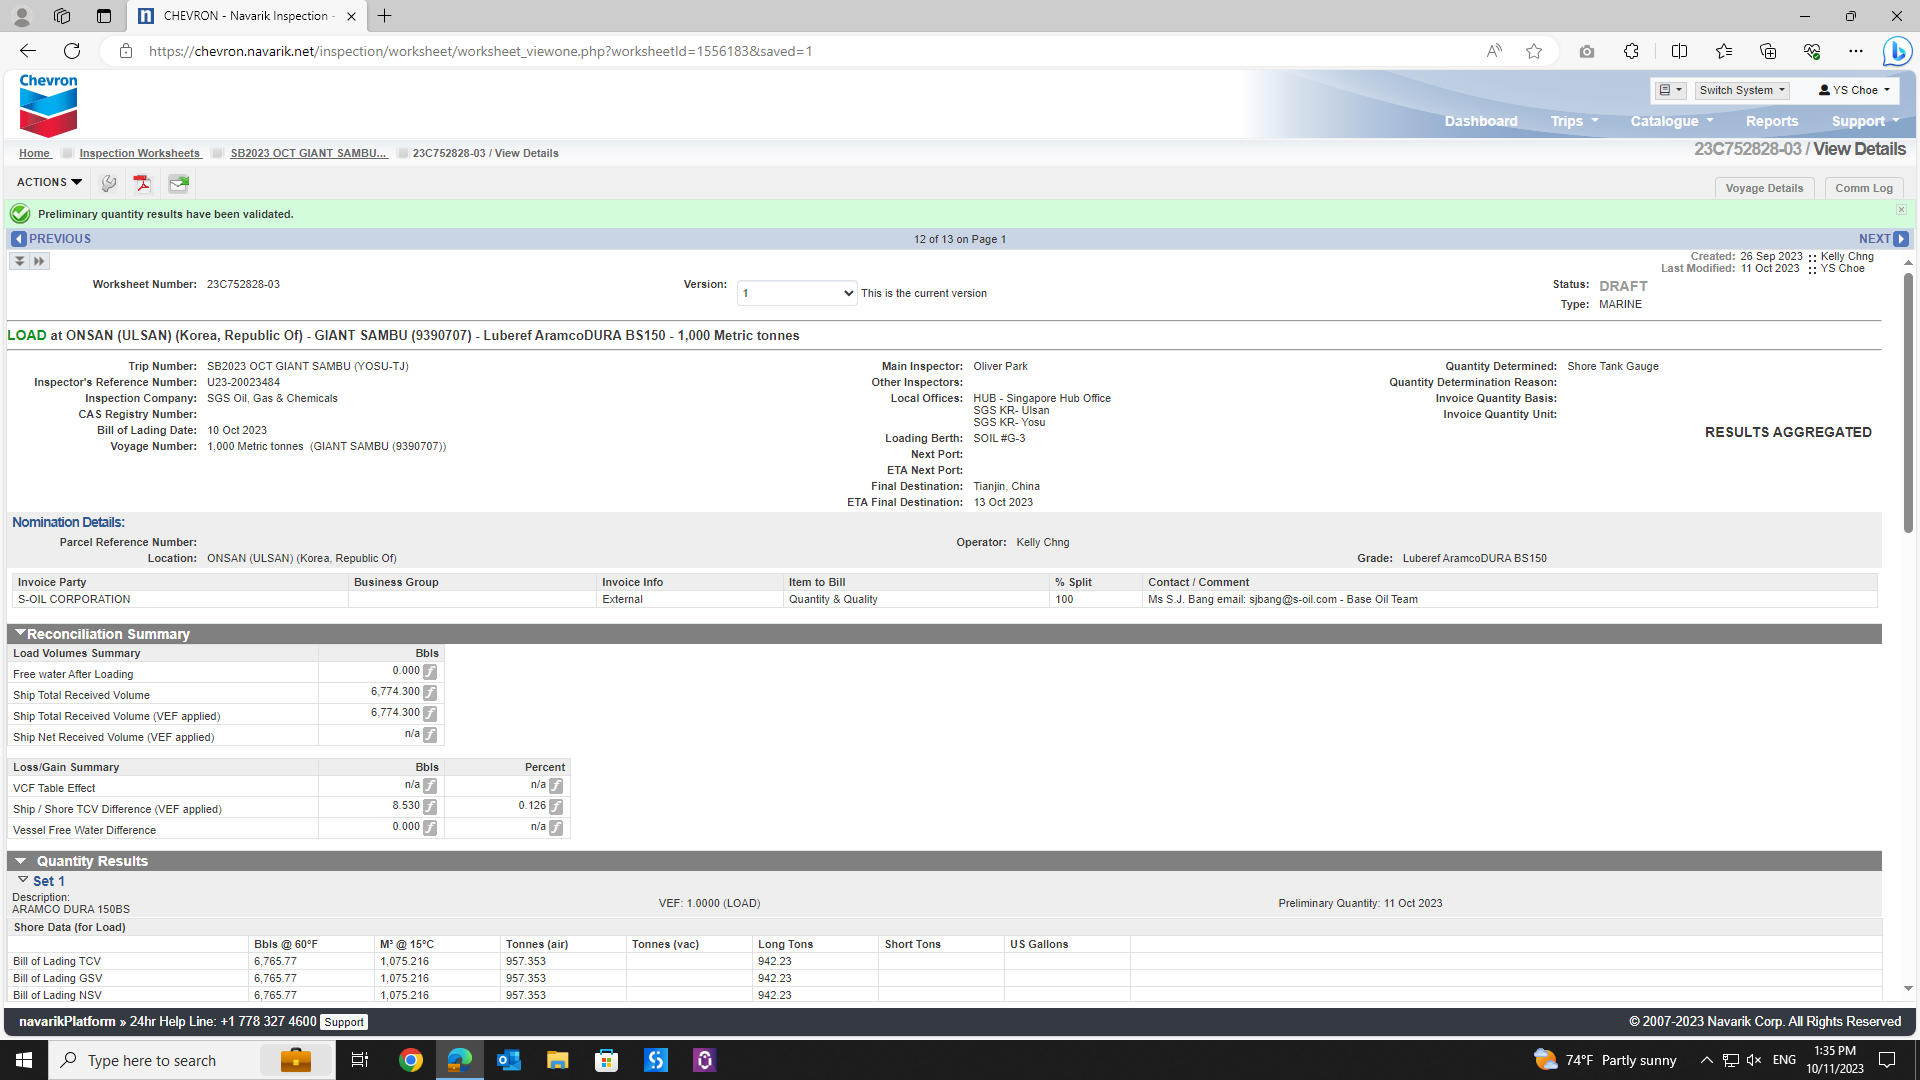 CHEVRON - Navarik Inspection -
https://chevron.navarik.net/inspection/worksheet/worksheet_viewone.php?worksheetId=1556183&saved=1
Chevron
Switch System
YS Choe
Dashboard Trips Catalogue Reports Support
Home Inspection Worksheets SB2023 OCT GIANT SAMBU... 23C752828-03 / View Details
23C752828-03 / View Details
ACTIONS
Voyage Details Comm Log
Preliminary quantity results have been validated.
PREVIOUS 12 of 13 on Page 1 NEXT
Created: 26 Sep 2023 :: Kelly Chng
Last Modified: 11 Oct 2023 :: YS Choe
Worksheet Number: 23C752828-03 Version: 1 This is the current version Status: DRAFT
Type: MARINE
LOAD at ONSAN (ULSAN) (Korea, Republic Of) - GIANT SAMBU (9390707) - Luberef AramcoDURA BS150 - 1,000 Metric tonnes
Trip Number: SB2023 OCT GIANT SAMBU (YOSU-TJ) Main Inspector: Oliver Park Quantity Determined: Shore Tank Gauge
Inspector's Reference Number: U23-20023484 Other Inspectors: Quantity Determination Reason:
Inspection Company: SGS Oil, Gas & Chemicals Local Offices: HUB - Singapore Hub Office Invoice Quantity Basis:
SGS KR- Ulsan
CAS Registry Number: Invoice Quantity Unit:
SGS KR- Yosu
Bill of Lading Date: 10 Oct 2023 RESULTS AGGREGATED
Loading Berth: SOIL #G-3
Voyage Number: 1,000 Metric tonnes (GIANT SAMBU (9390707))
Next Port:
ETA Next Port:
Final Destination: Tianjin, China
ETA Final Destination: 13 Oct 2023
Nomination Details:
Parcel Reference Number: Operator: Kelly Chng
Location: ONSAN (ULSAN) (Korea, Republic Of) Grade: Luberef AramcoDURA BS150
Invoice Party Business Group Invoice Info Item to Bill % Split Contact / Comment
S-OIL CORPORATION External Quantity & Quality 100 Ms S.J. Bang email: sjbang@s-oil.com - Base Oil Team
Reconciliation Summary
Load Volumes Summary Bbls
Free water After Loading 0.000 f
Ship Total Received Volume 6,774.300 f
Ship Total Received Volume (VEF applied) 6,774.300 f
Ship Net Received Volume (VEF applied) n/a f
Loss/Gain Summary Bbls Percent
VCF Table Effect n/a f n/a f
Ship / Shore TCV Difference (VEF applied) 8.530 f 0.126 f
Vessel Free Water Difference 0.000 f n/a f
Quantity Results
Set 1
Description:
ARAMCO DURA 150BS VEF: 1.0000 (LOAD) Preliminary Quantity: 11 Oct 2023
Shore Data (for Load)
Bbls @ 60°F M³ @ 15°C Tonnes (air) Tonnes (vac) Long Tons Short Tons US Gallons
Bill of Lading TCV 6,765.77 1,075.216 957.353 942.23
Bill of Lading GSV 6,765.77 1,075.216 957.353 942.23
Bill of Lading NSV 6,765.77 1,075.216 957.353 942.23
navarikPlatform » 24hr Help Line: +1 778 327 4600 Support © 2007-2023 Navarik Corp. All Rights Reserved
Type here to search 74°F Partly sunny ENG 1:35 PM
10/11/2023